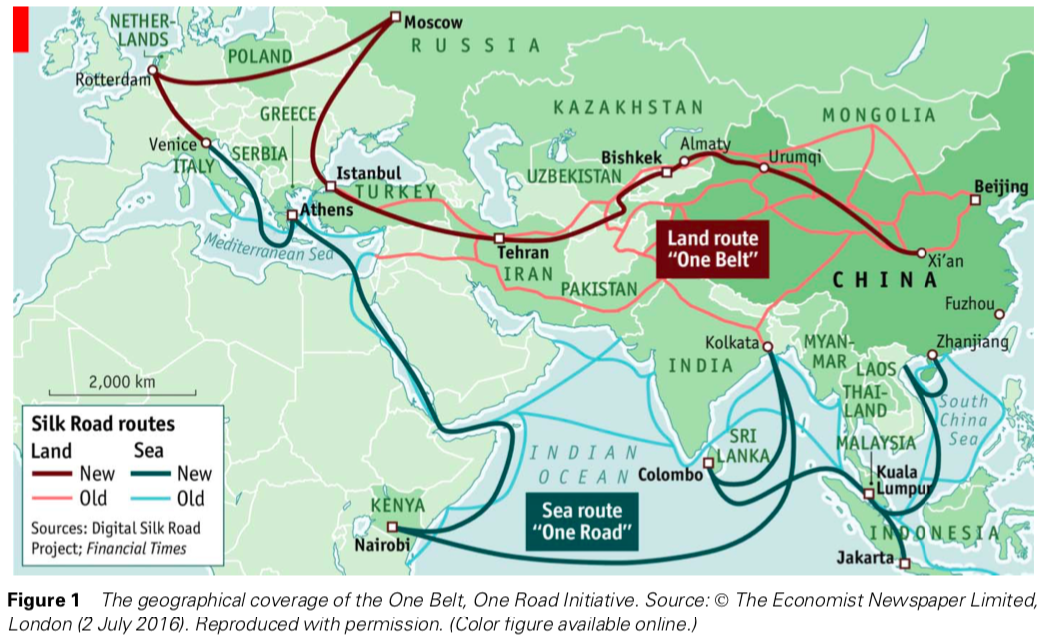 NETHER-
LANDS
Moscow
RUSSIA
POLAND
Rotterdam
GREECE
KAZAKHSTAN
MONGOLIA
Venice
ITALY
SERBIA
Almaty
Bishkek
Urumqi
Istanbul
TURKEY
UZBEKISTAN
Beijing
Athens
Mediterranean Sea
Tehran
IRAN
Land route
“One Belt”
Xi’an
CHINA
PAKISTAN
Fuzhou
Kolkata
MYAN-
MAR
Zhanjiang
INDIA
LAOS
2,000 km
THAI-
LAND
South
China
Sea
Silk Road routes
Land Sea
New New
Old Old
Sources: Digital Silk Road
Project; Financial Times
SRI
LANKA
MALAYSIA
INDIAN
OCEAN
Colombo
Kuala
Lumpur
KENYA
Sea route
“One Road”
Nairobi
INDONESIA
Jakarta
Figure 1 The geographical coverage of the One Belt, One Road Initiative. Source: © The Economist Newspaper Limited,
London (2 July 2016). Reproduced with permission. (Color figure available online.)